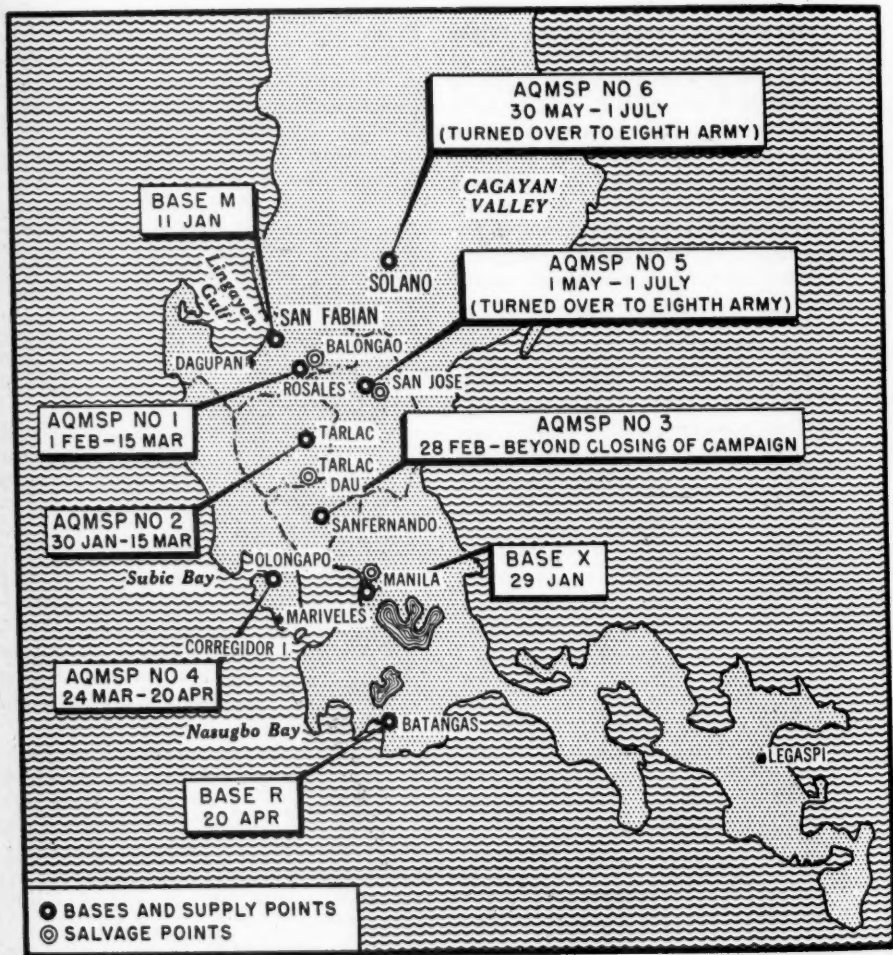 AQMSP NO 6
30 MAY – 1 JULY
(TURNED OVER TO EIGHTH ARMY)
BASE M
11 JAN
CAGAYAN
VALLEY
Lingayen
Gulf
SOLANO
AQMSP NO 5
1 MAY – 1 JULY
(TURNED OVER TO EIGHTH ARMY)
SAN FABIAN
BALONGAO
DAGUPAN
ROSALES
SAN JOSE
AQMSP NO 1
1 FEB – 15 MAR
TARLAC
AQMSP NO 3
28 FEB – BEYOND CLOSING OF CAMPAIGN
TARLAC
DAU
AQMSP NO 2
30 JAN – 15 MAR
SANFERNANDO
OLONGAPO
BASE X
29 JAN
Subic Bay
MANILA
MARIVELES
CORREGIDOR I.
AQMSP NO 4
24 MAR – 20 APR
Nasugbo Bay
BATANGAS
LEGASPI
BASE R
20 APR
BASES AND SUPPLY POINTS
SALVAGE POINTS